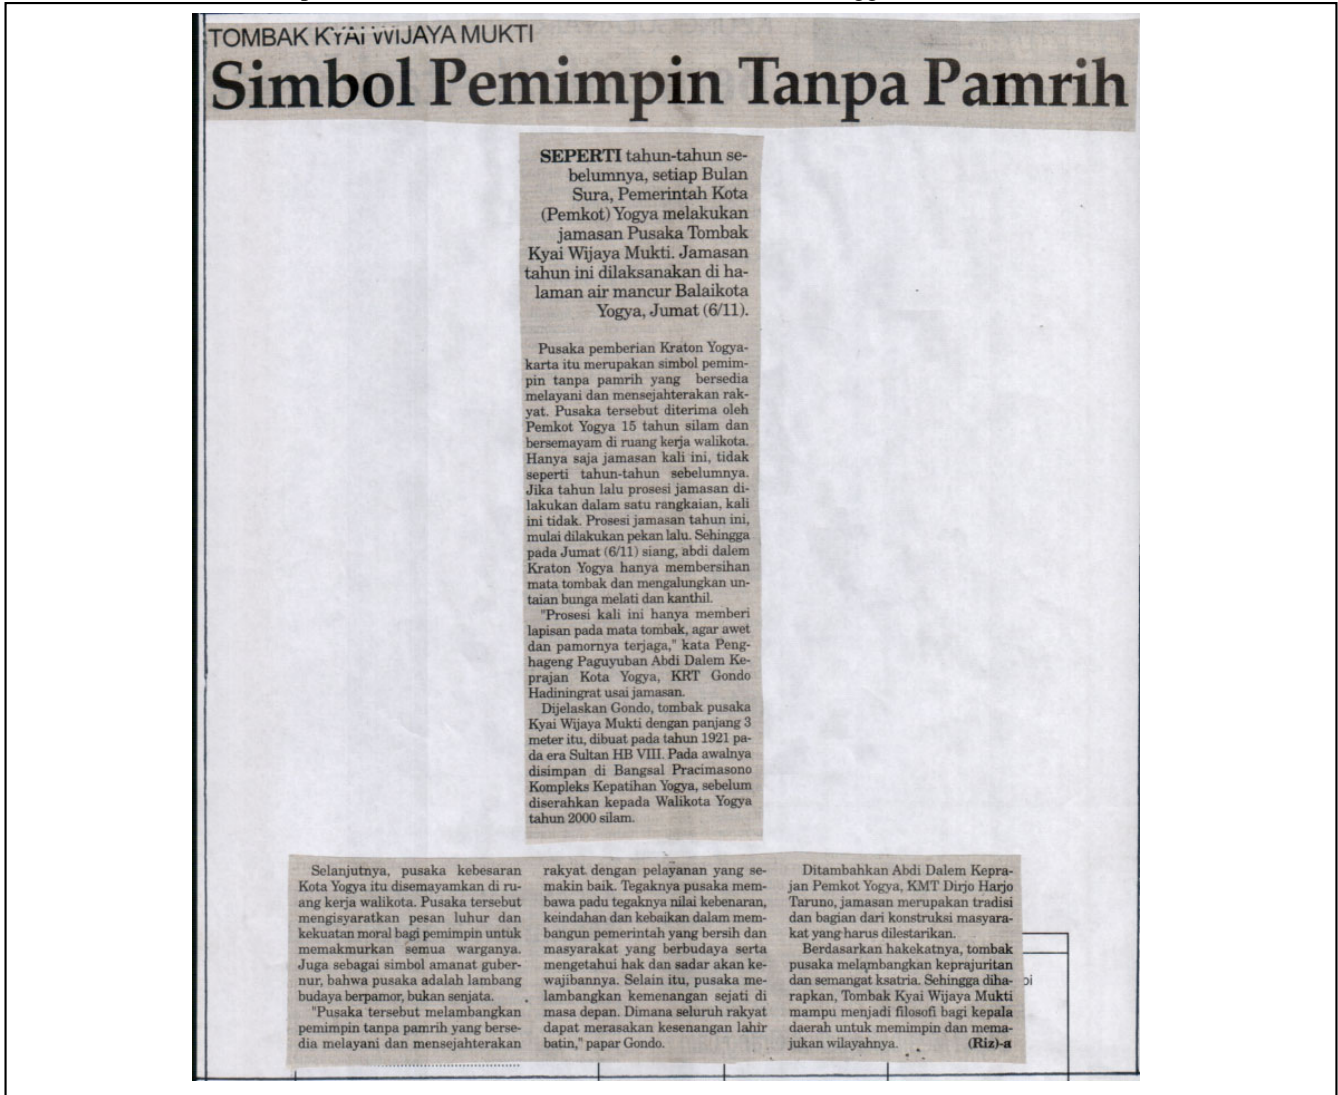 TOMBAK KYAI WIJAYA MUKTI
Simbol Pemimpin Tanpa Pamrih
SEPERTI tahun-tahun se-
belumnya, setiap Bulan
Sura, Pemerintah Kota
(Pemkot) Yogya melakukan
jamasan Pusaka Tombak
Kyai Wijaya Mukti. Jamasan
tahun ini dilaksanakan di ha-
laman air mancur Balaikota
Yogya, Jumat (6/11).
Pusaka pemberian Kraton Yogya-
karta itu merupakan simbol pemim-
pin tanpa pamrih yang bersedia
melayani dan mensejahterakan rak-
yat. Pusaka tersebut diterima oleh
Pemkot Yogya 15 tahun silam dan
bersemayam di ruang kerja walikota.
Hanya saja jamasan kali ini, tidak
seperti tahun-tahun sebelumnya.
Jika tahun lalu prosesi jamasan di-
lakukan dalam satu rangkaian, kali
ini tidak. Prosesi jamasan tahun ini,
mulai dilakukan pekan lalu. Sehingga
pada Jumat (6/11) siang, abdi dalem
Kraton Yogya hanya membersihan
mata tombak dan mengalungkan un-
taian bunga melati dan kanthil.
"Prosesi kali ini hanya memberi
lapisan pada mata tombak, agar awet
dan pamornya terjaga," kata Peng-
hageng Paguyuban Abdi Dalem Ke-
prajan Kota Yogya, KRT Gondo
Hadiningrat usai jamasan.
Dijelaskan Gondo, tombak pusaka
Kyai Wijaya Mukti dengan panjang 3
meter itu, dibuat pada tahun 1921 pa-
da era Sultan HB VIII. Pada awalnya
disimpan di Bangsal Pracimasono
Kompleks Kepatihan Yogya, sebelum
diserahkan kepada Walikota Yogya
tahun 2000 silam.
Selanjutnya, pusaka kebesaran
Kota Yogya itu disemayamkan di ru-
ang kerja walikota. Pusaka tersebut
mengisyaratkan pesan luhur dan
kekuatan moral bagi pemimpin untuk
memakmurkan semua warganya.
Juga sebagai simbol amanat guber-
nur, bahwa pusaka adalah lambang
budaya berpamor, bukan senjata.
"Pusaka tersebut melambangkan
pemimpin tanpa pamrih yang berse-
dia melayani dan mensejahterakan
rakyat dengan pelayanan yang se-
makin baik. Tegaknya pusaka mem-
bawa padu tegaknya nilai kebenaran,
keindahan dan kebaikan dalam mem-
bangun pemerintah yang bersih dan
masyarakat yang berbudaya serta
mengetahui hak dan sadar akan ke-
wajibannya. Selain itu, pusaka me-
lambangkan kemenangan sejati di
masa depan. Dimana seluruh rakyat
dapat merasakan kesenangan lahir
batin," papar Gondo.
Ditambahkan Abdi Dalem Kepra-
jan Pemkot Yogya, KMT Dirjo Harjo
Taruno, jamasan merupakan tradisi
dan bagian dari konstruksi masyara-
kat yang harus dilestarikan.
Berdasarkan hakekatnya, tombak
pusaka melambangkan keprajuritan
dan semangat ksatria. Sehingga diha-
rapkan, Tombak Kyai Wijaya Mukti
mampu menjadi filosofi bagi kepala
daerah untuk memimpin dan mema-
jukan wilayahnya. (Riz)-a